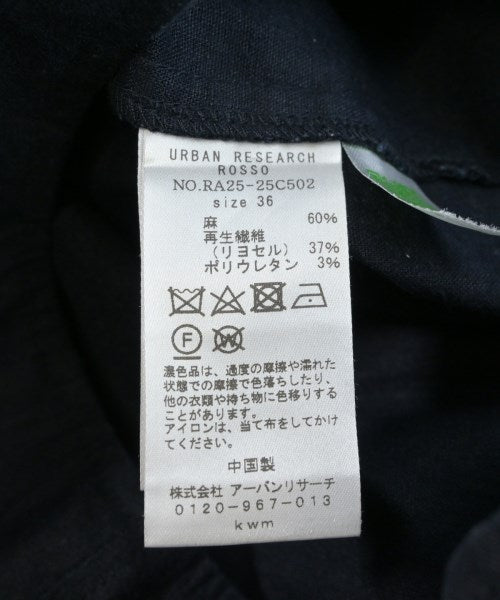 URBAN RESEARCH
ROSSO
NO.RA25-25C502
size 36
麻 60%
再生繊維
(リヨセル) 37%
ポリウレタン 3%
F
W
濃色品は、過度の摩擦や濡れた
状態での摩擦で色落ちしたり、
他の衣類や持ち物に色移りする
ことがあります。
アイロンは、当て布をしてかけ
てください。
中国製
株式会社 アーバンリサーチ
0120-967-013
kwm